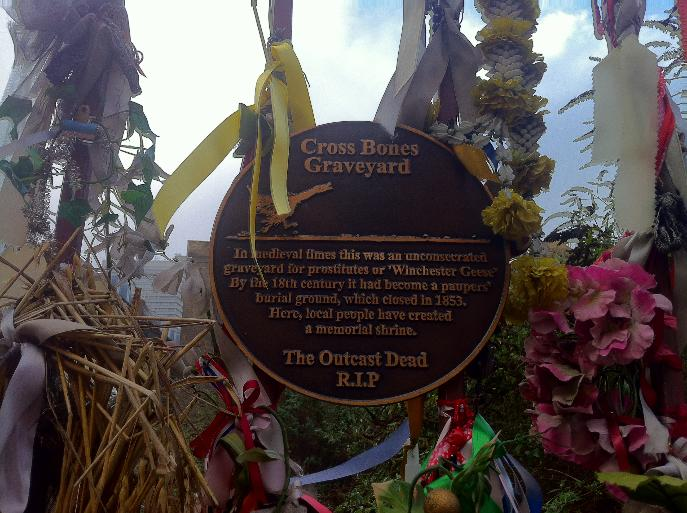 Cross Bones
Graveyard
In medieval times this was an unconsecrated
graveyard for prostitutes or 'Winchester Geese'
By the 18th century it had become a paupers'
burial ground, which closed in 1853.
Here, local people have created
a memorial shrine.
The Outcast Dead
R.I.P